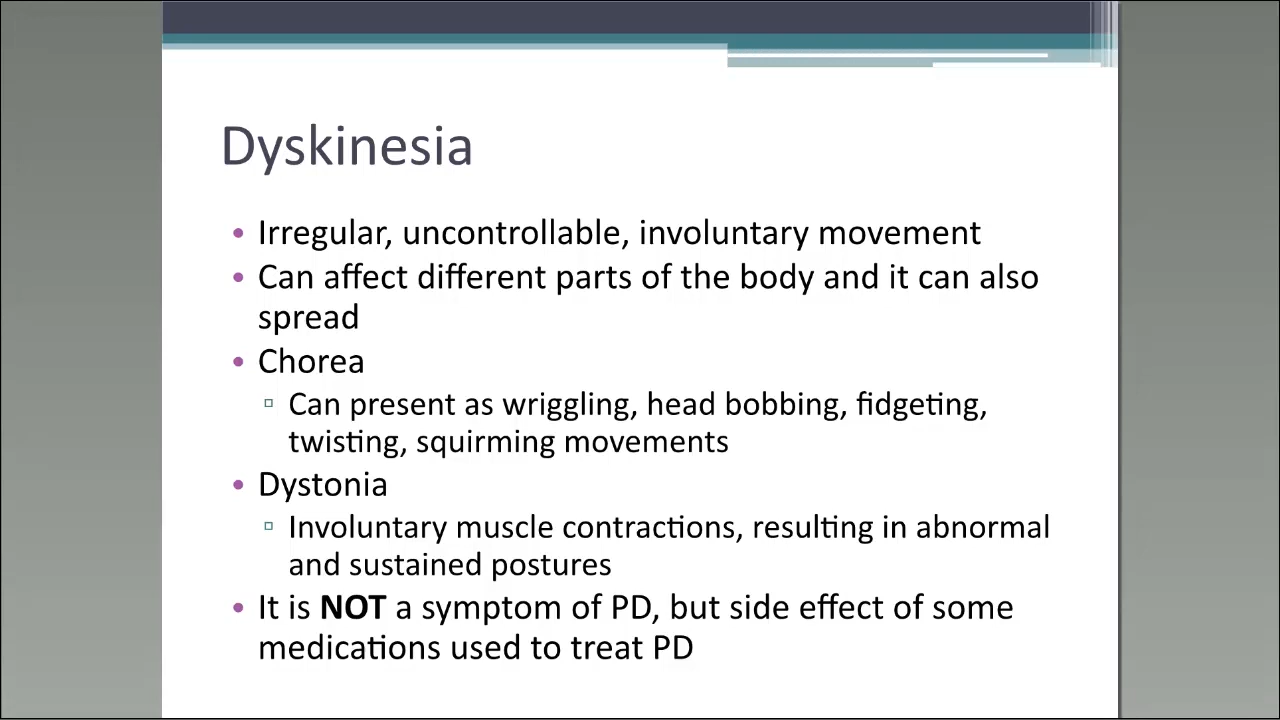 Dyskinesia
• Irregular, uncontrollable, involuntary movement
• Can affect different parts of the body and it can also
spread
• Chorea
▫ Can present as wriggling, head bobbing, fidgeting,
twisting, squirming movements
• Dystonia
▫ Involuntary muscle contractions, resulting in abnormal
and sustained postures
• It is NOT a symptom of PD, but side effect of some
medications used to treat PD